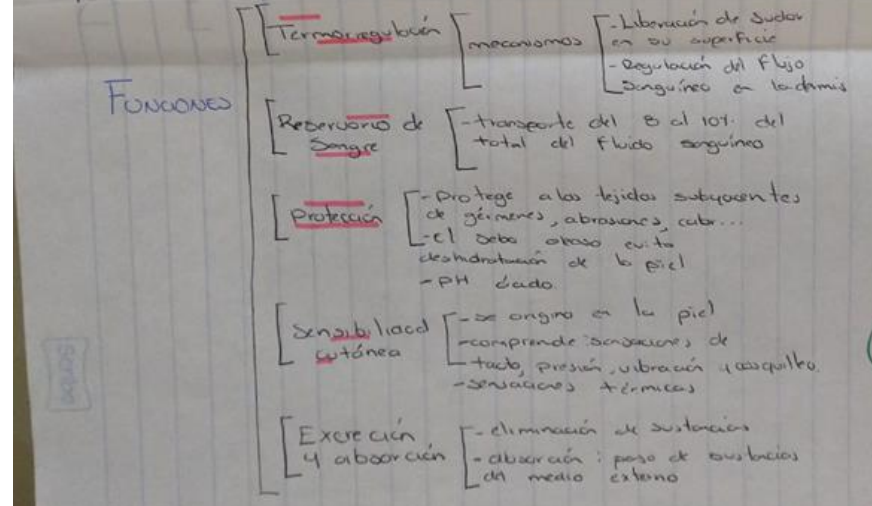 Termorregulación
mecanismos
- Liberación de sudor
en su superficie
- Regulación del flujo
sanguíneo en la dermis
FUNCIONES
Reservorio de
Sangre
- transporte del 8 al 10% del
total del fluido sanguíneo
Protección
- Protege a los tejidos subyacentes
de gérmenes, abrasiones, calor...
- el sebo graso evita
deshidratación de la piel
- PH ácido.
Sensibiliacd
cutánea
- se origina en la piel
- comprende sensaciones de
tacto, presión, vibración y cosquilleo.
- sensaciones térmicas
Excreción
y absorción
- eliminación de sustancias
- absorción: paso de sustancias
del medio externo
Scribe